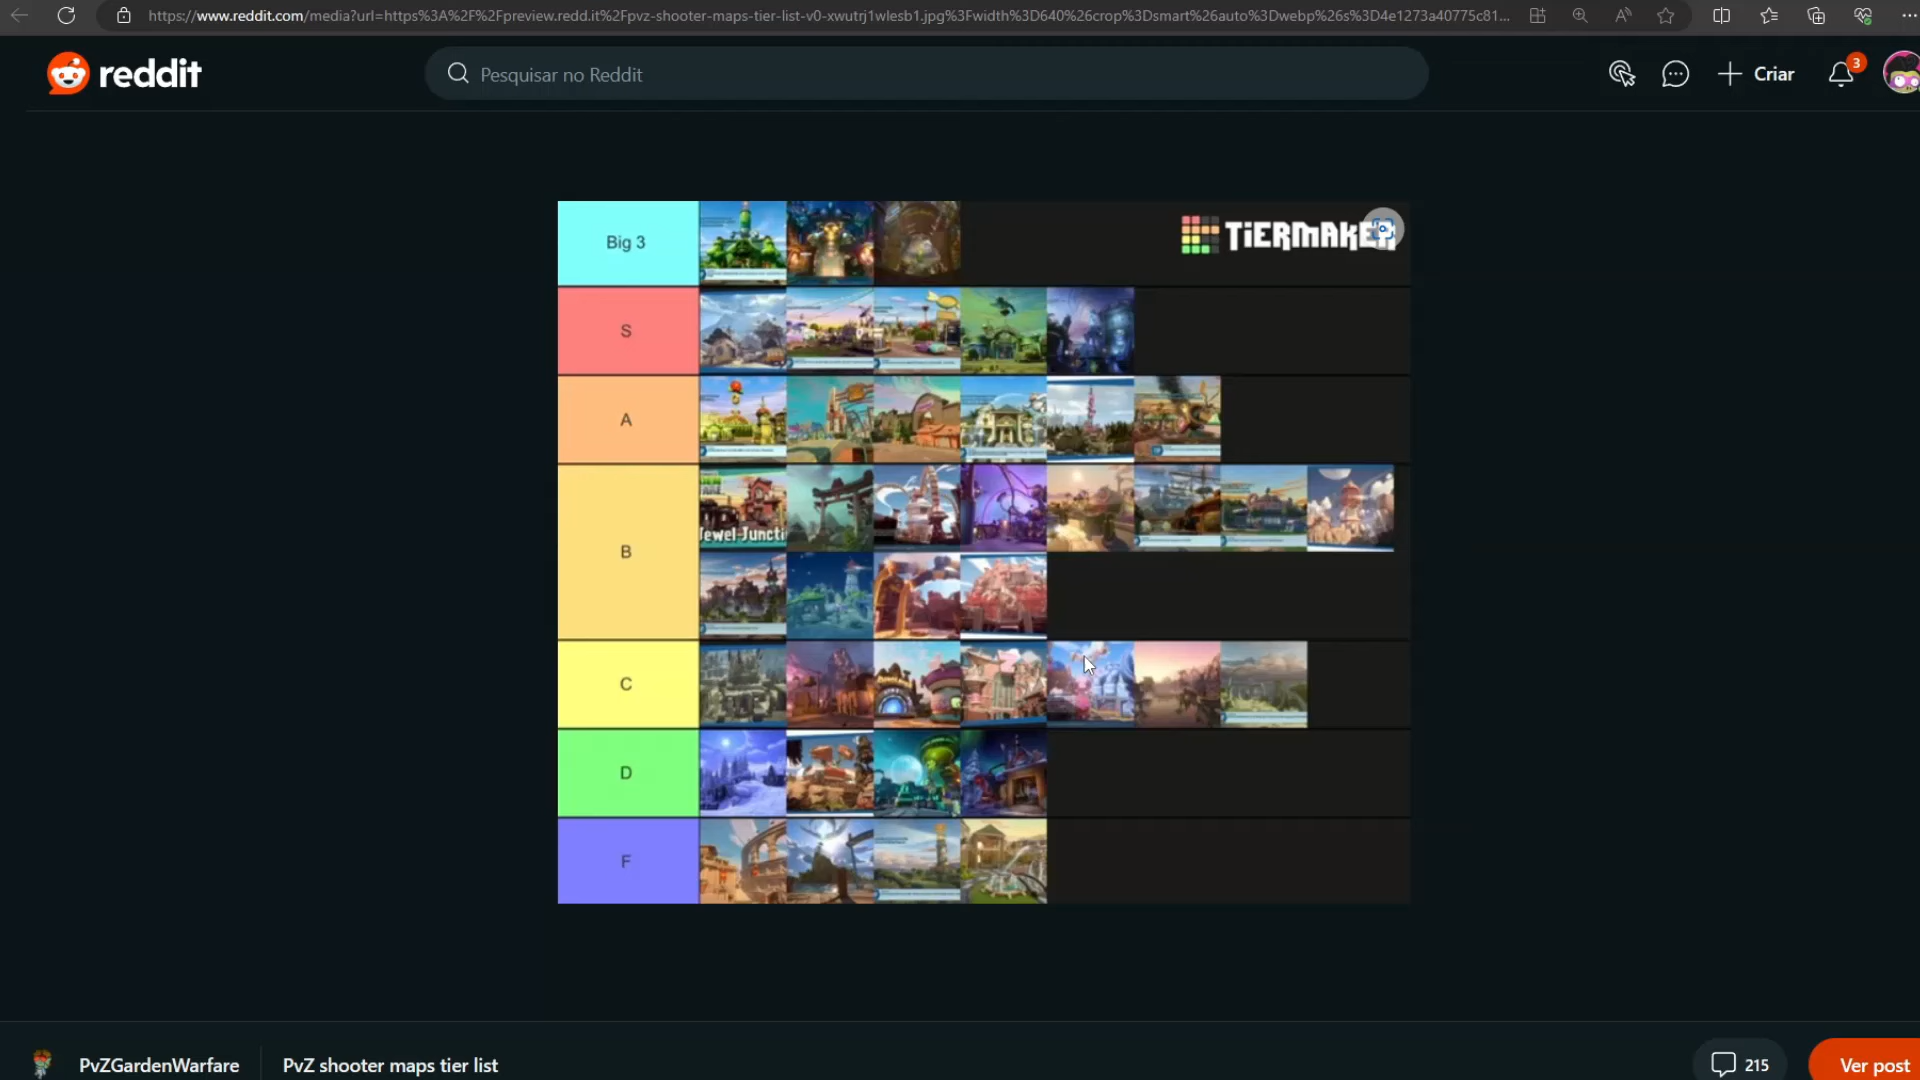 https://www.reddit.com/media?url=https%3A%2F%2Fpreview.redd.it%2Fpvz-shooter-maps-tier-list-v0-xwutrj1wlesb1.jpg%3Fwidth%3D640%26crop%3Dsmart%26auto%3Dwebp%26s%3D4e1273a40775c81...
reddit
Pesquisar no Reddit
Criar
3
Big 3
TiERMAKER
S
A
B
Jewel Juncti
C
D
F
PvZGardenWarfare
PvZ shooter maps tier list
215
Ver post